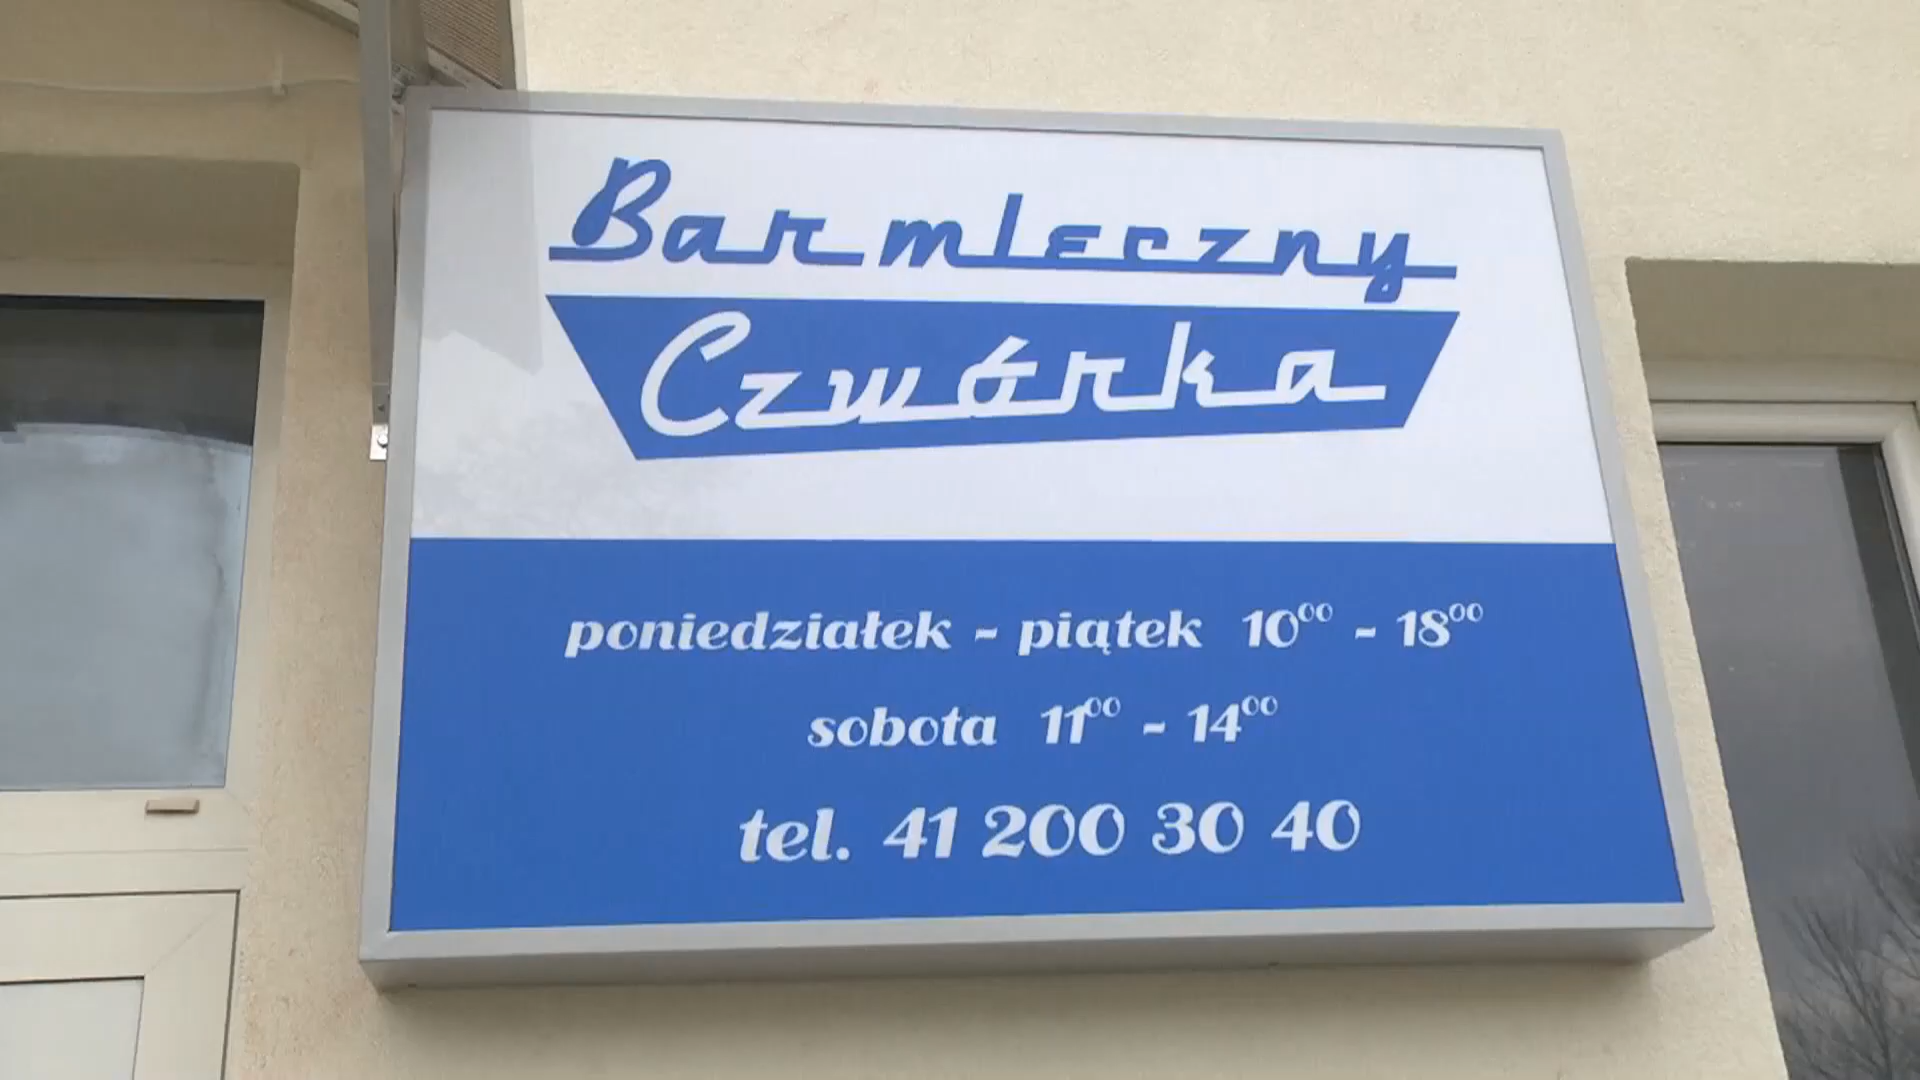 Bar mleczny
Czwórka
poniedziałek - piątek 10⁰⁰ - 18⁰⁰
sobota 11⁰⁰ - 14⁰⁰
tel. 41 200 30 40